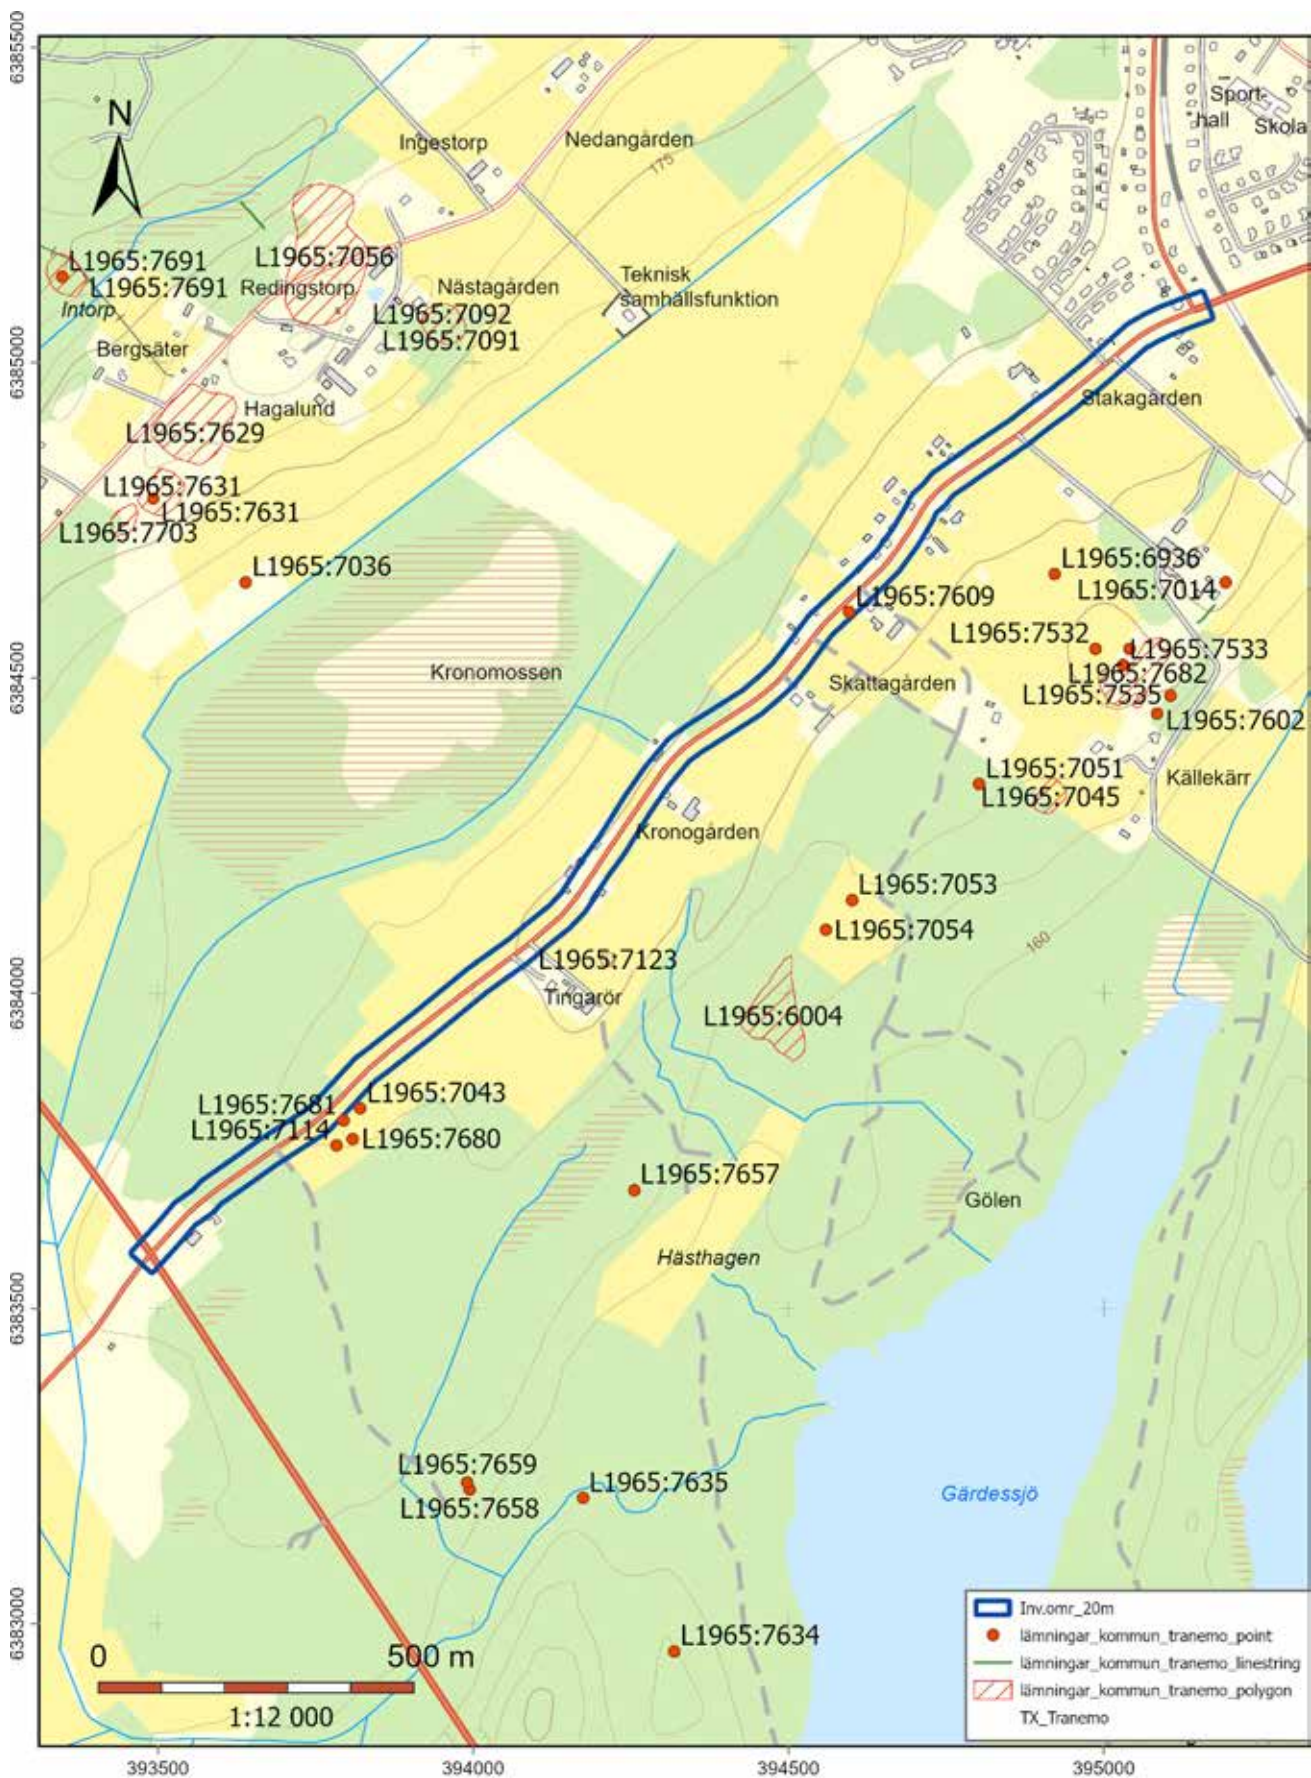 6385500
N
Ingestorp
Nedangården
175
Sport-
hall
Skola
L1965:7691
L1965:7691
Intorp
L1965:7056
Redingstorp
Nästagården
L1965:7092
L1965:7091
Teknisk
samhällsfunktion
Bergsäter
6385000
Hagalund
Stakagården
L1965:7629
L1965:7631
L1965:7631
L1965:7703
L1965:7036
L1965:6936
L1965:7014
L1965:7609
L1965:7532
L1965:7533
L1965:7682
L1965:7535
L1965:7602
6384500
Kronomossen
Skattagården
L1965:7051
L1965:7045
Källekärr
Kronogården
L1965:7053
L1965:7054
160
L1965:7123
Tingarör
6384000
L1965:6004
L1965:7043
L1965:7681
L1965:7114
L1965:7680
L1965:7657
Gölen
Hästhagen
6383500
L1965:7659
L1965:7658
L1965:7635
Gärdessjö
6383000
L1965:7634
0 500 m
1:12 000
Inv.omr_20m
lämningar_kommun_tranemo_point
lämningar_kommun_tranemo_linestring
lämningar_kommun_tranemo_polygon
TX_Tranemo
393500 394000 394500 395000